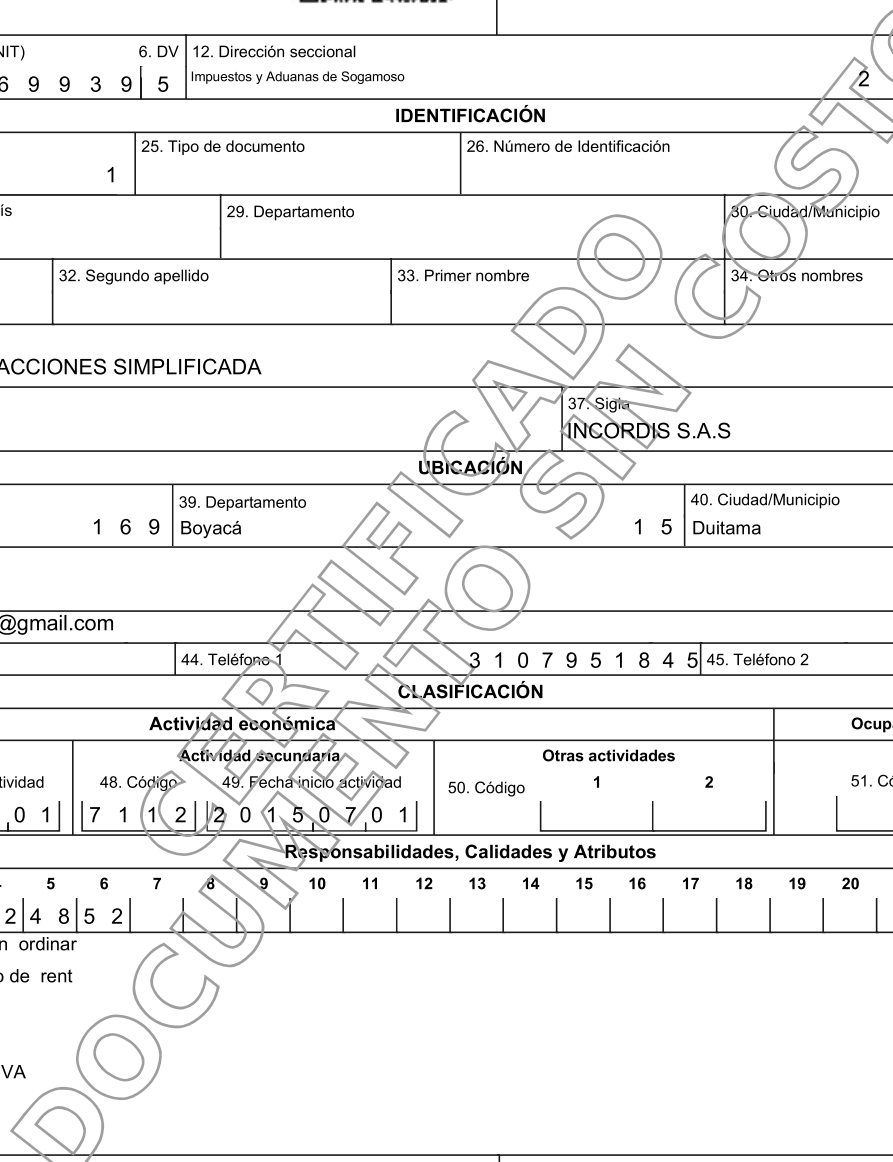 NIT)
6. DV
12. Dirección seccional
6 9 9 3 9 5
Impuestos y Aduanas de Sogamoso
2
IDENTIFICACIÓN
1
25. Tipo de documento
26. Número de Identificación
ís
29. Departamento
30. Ciudad/Municipio
32. Segundo apellido
33. Primer nombre
34. Otros nombres
ACCIONES SIMPLIFICADA
37. Sigla
INCORDIS S.A.S
UBICACIÓN
39. Departamento
40. Ciudad/Municipio
1 6 9
Boyacá
1 5
Duitama
@gmail.com
44. Teléfono 1
3 1 0 7 9 5 1 8 4 5
45. Teléfono 2
CLASIFICACIÓN
Actividad económica
Ocupa
Actividad secundaria
Otras actividades
tividad
48. Código
49. Fecha inicio actividad
50. Código
1
2
51. Có
0 1
7 1 1 2
2 0 1 5 0 7 0 1
Responsabilidades, Calidades y Atributos
5 6 7 8 9 10 11 12 13 14 15 16 17 18 19 20
2 4 8 5 2
n ordinar
o de rent
VA
CERTIFICADO
DOCUMENTO SIN COSTO